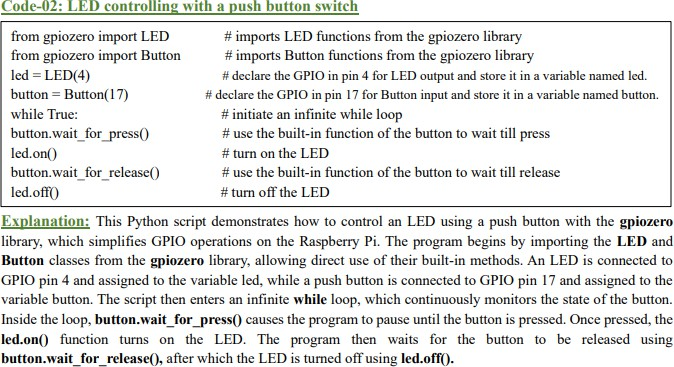 Code-02: LED controlling with a push button switch
from gpiozero import LED # imports LED functions from the gpiozero library
from gpiozero import Button # imports Button functions from the gpiozero library
led = LED(4) # declare the GPIO in pin 4 for LED output and store it in a variable named led.
button = Button(17) # declare the GPIO in pin 17 for Button input and store it in a variable named button.
while True: # initiate an infinite while loop
button.wait_for_press() # use the built-in function of the button to wait till press
led.on() # turn on the LED
button.wait_for_release() # use the built-in function of the button to wait till release
led.off() # turn off the LED
Explanation: This Python script demonstrates how to control an LED using a push button with the gpiozero
library, which simplifies GPIO operations on the Raspberry Pi. The program begins by importing the LED and
Button classes from the gpiozero library, allowing direct use of their built-in methods. An LED is connected to
GPIO pin 4 and assigned to the variable led, while a push button is connected to GPIO pin 17 and assigned to the
variable button. The script then enters an infinite while loop, which continuously monitors the state of the button.
Inside the loop, button.wait_for_press() causes the program to pause until the button is pressed. Once pressed, the
led.on() function turns on the LED. The program then waits for the button to be released using
button.wait_for_release(), after which the LED is turned off using led.off().